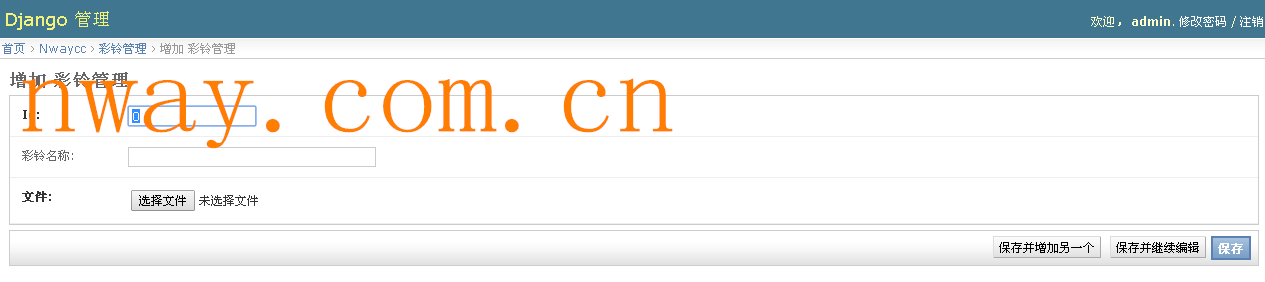 Django 管理
欢迎，admin. 修改密码 / 注销
首页 › Nwaycc › 彩铃管理 › 增加 彩铃管理
增加 彩铃管理
nway.com.cn
Id: 0
彩铃名称:
文件: 选择文件 未选择文件
保存并增加另一个 保存并继续编辑 保存